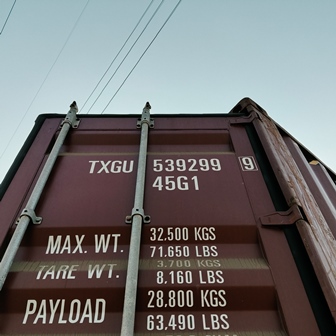 TXGU 539299 9
45G1
MAX. WT. 32.500 KGS
71.650 LBS
TARE WT. 3.700 KGS
8.160 LBS
PAYLOAD 28.800 KGS
63.490 LBS